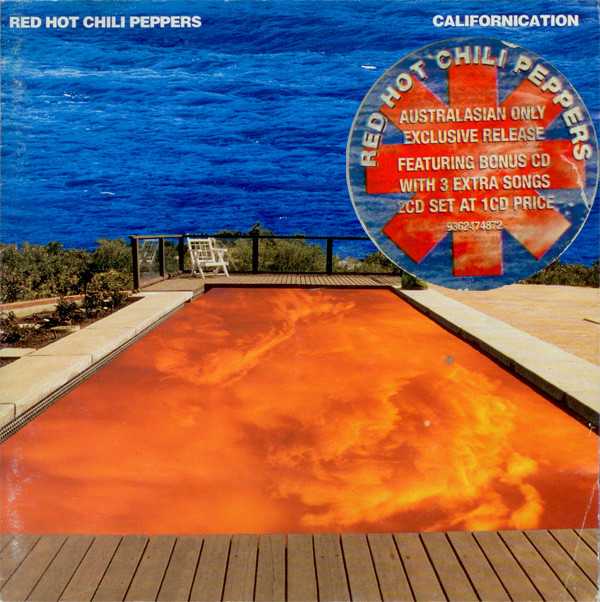 RED HOT CHILI PEPPERS
CALIFORNICATION
RED HOT CHILI PEPPERS
AUSTRALASIAN ONLY
EXCLUSIVE RELEASE
FEATURING BONUS CD
WITH 3 EXTRA SONGS
2CD SET AT 1CD PRICE
9362474872